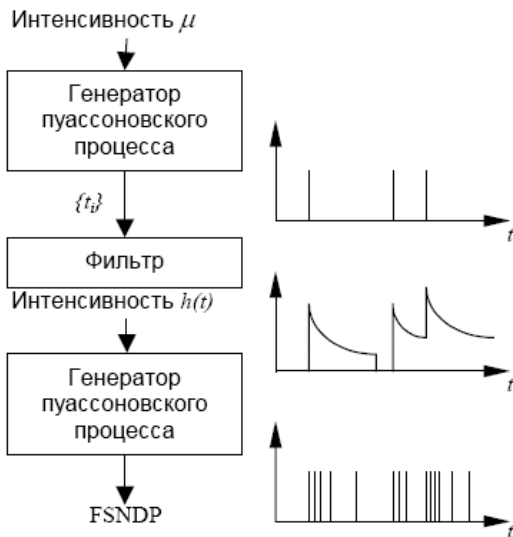 Интенсивность μ
Генератор
пуассоновского
процесса
{tᵢ}
t
Фильтр
Интенсивность h(t)
t
Генератор
пуассоновского
процесса
FSNDP
t